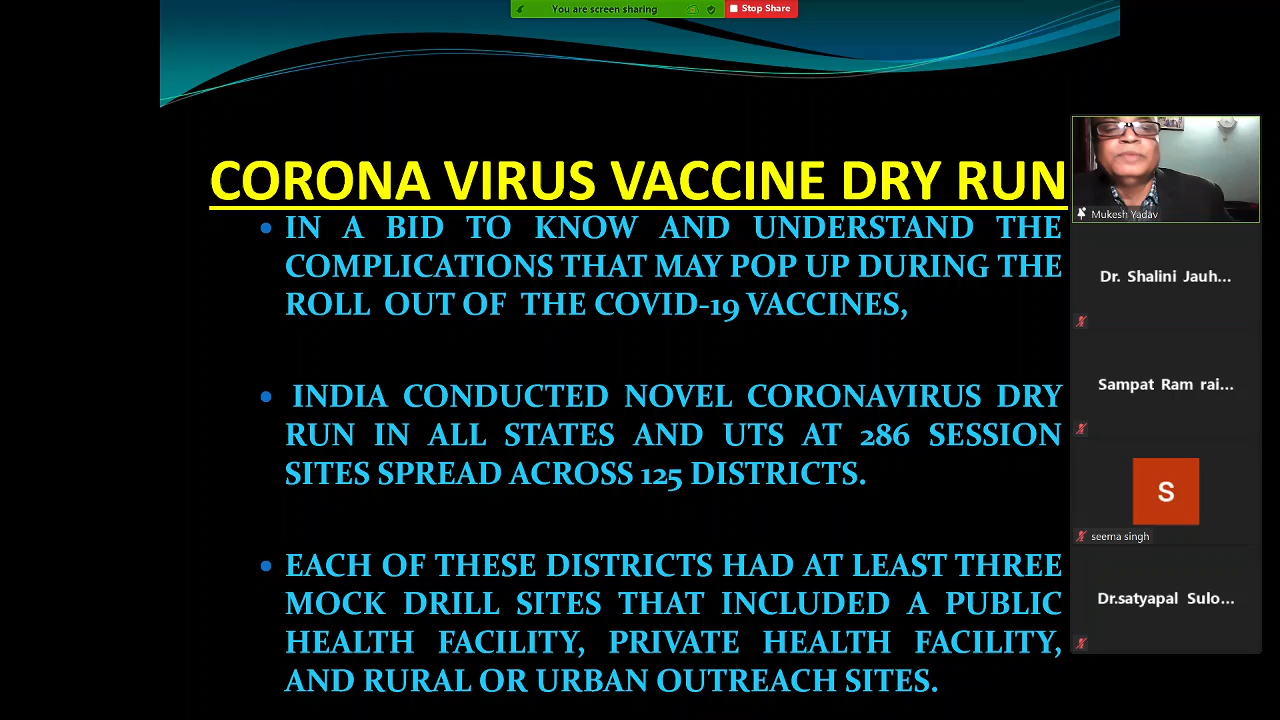 You are screen sharing
Stop Share
CORONA VIRUS VACCINE DRY RUN
IN A BID TO KNOW AND UNDERSTAND THE
COMPLICATIONS THAT MAY POP UP DURING THE
ROLL OUT OF THE COVID-19 VACCINES,
INDIA CONDUCTED NOVEL CORONAVIRUS DRY
RUN IN ALL STATES AND UTS AT 286 SESSION
SITES SPREAD ACROSS 125 DISTRICTS.
EACH OF THESE DISTRICTS HAD AT LEAST THREE
MOCK DRILL SITES THAT INCLUDED A PUBLIC
HEALTH FACILITY, PRIVATE HEALTH FACILITY,
AND RURAL OR URBAN OUTREACH SITES.
Mukesh Yadav
Dr. Shalini Jauh...
Sampat Ram rai...
S
seema singh
Dr.satyapal Sulo...